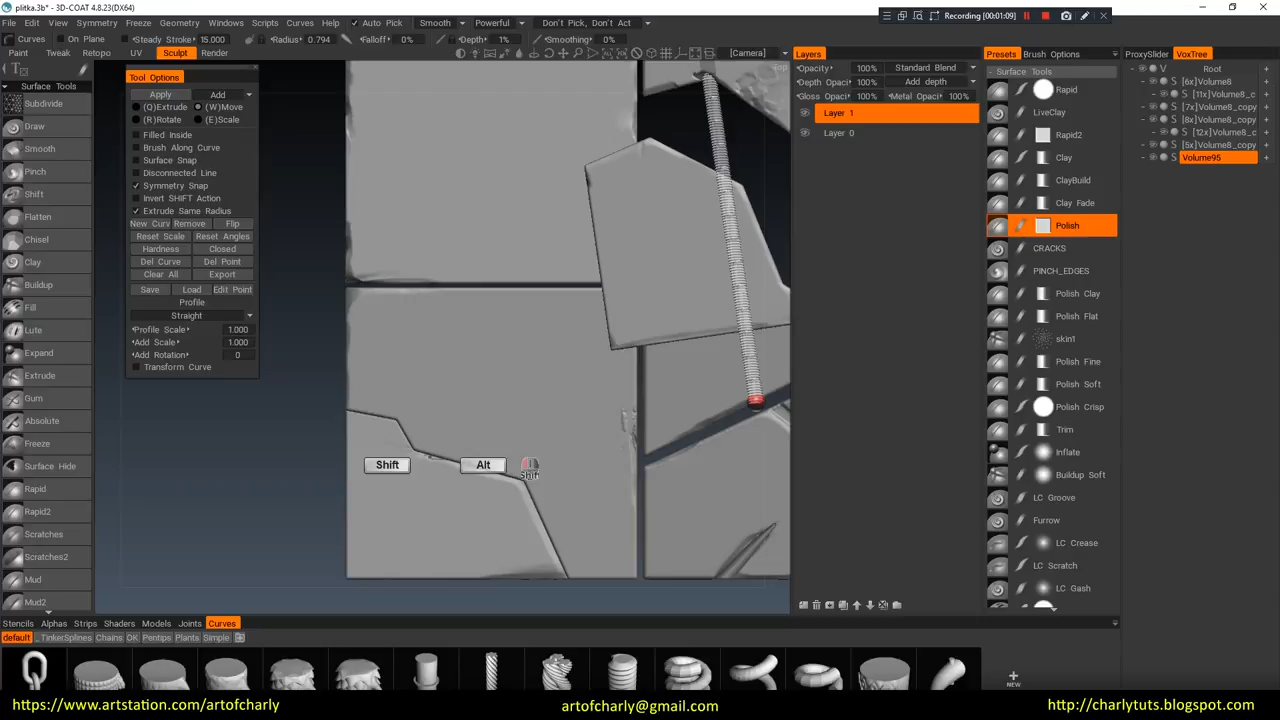 plitka.3b* - 3D-COAT 4.8.23(DX64)
Recording [00:01:09]
File Edit View Symmetry Freeze Geometry Windows Scripts Curves Help Auto Pick Smooth Powerful Don't Pick, Don't Act
Curves On Plane Steady Stroke 15.000 Radius 0.794 Falloff 0% Depth 1% Smoothing 0%
Paint Tweak Retopo UV Sculpt Render [Camera]
Layers
Presets Brush Options
ProxySlider VoxTree
Tool Options
Apply Add
(Q)Extrude (W)Move
(R)Rotate (E)Scale
Filled Inside
Brush Along Curve
Surface Snap
Disconnected Line
Symmetry Snap
Invert SHIFT Action
Extrude Same Radius
New Curv Remove Flip
Reset Scale Reset Angles
Hardness Closed
Del Curve Del Point
Clear All Export
Save Load Edit Point
Profile
Straight
Profile Scale 1.000
Add Scale 1.000
Add Rotation 0
Transform Curve
Surface Tools
Subdivide
Draw
Smooth
Pinch
Shift
Flatten
Chisel
Clay
Buildup
Fill
Lute
Expand
Extrude
Gum
Absolute
Freeze
Surface Hide
Rapid
Rapid2
Scratches
Scratches2
Mud
Mud2
Shift
Alt
Shift
Opacity 100% Standard Blend
Depth Opac 100% Add depth
Gloss Opaci 100% Metal Opaci 100%
Layer 1
Layer 0
Surface Tools
Rapid
LiveClay
Rapid2
Clay
ClayBuild
Clay Fade
Polish
CRACKS
PINCH_EDGES
Polish Clay
Polish Flat
skin1
Polish Fine
Polish Soft
Polish Crisp
Trim
Inflate
Buildup Soft
LC Groove
Furrow
LC Crease
LC Scratch
LC Gash
V Root
S [6x]Volume8
S [11x]Volume8_c
S [7x]Volume8_copy
S [8x]Volume8_copy
S [12x]Volume8_c
S [5x]Volume8_copy
S Volume95
Stencils Alphas Strips Shaders Models Joints Curves
default _TinkerSplines Chains OK Pentips Plants Simple
NEW
https://www.artstation.com/artofcharly
artofcharly@gmail.com
http://charlytuts.blogspot.com